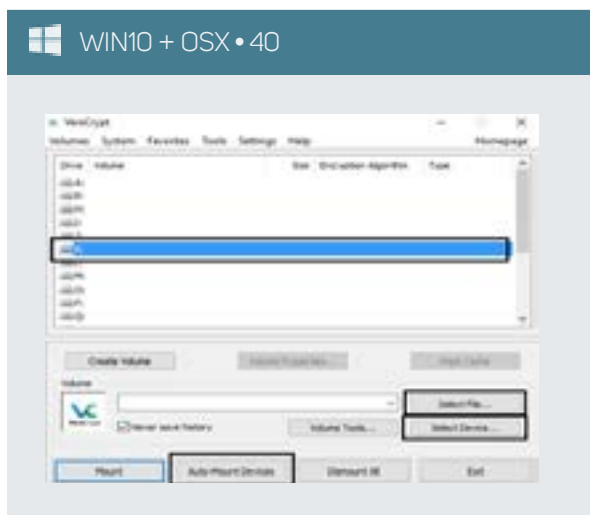 WIN10 + OSX • 40
VeraCrypt
Volumes System Favorites Tools Settings Help Homepage
Drive Volume Size Encryption Algorithm Type
Create Volume Volume Properties... Wipe Cache
Volume
Select File...
Never save history Volume Tools... Select Device...
Mount Auto-Mount Devices Dismount All Exit